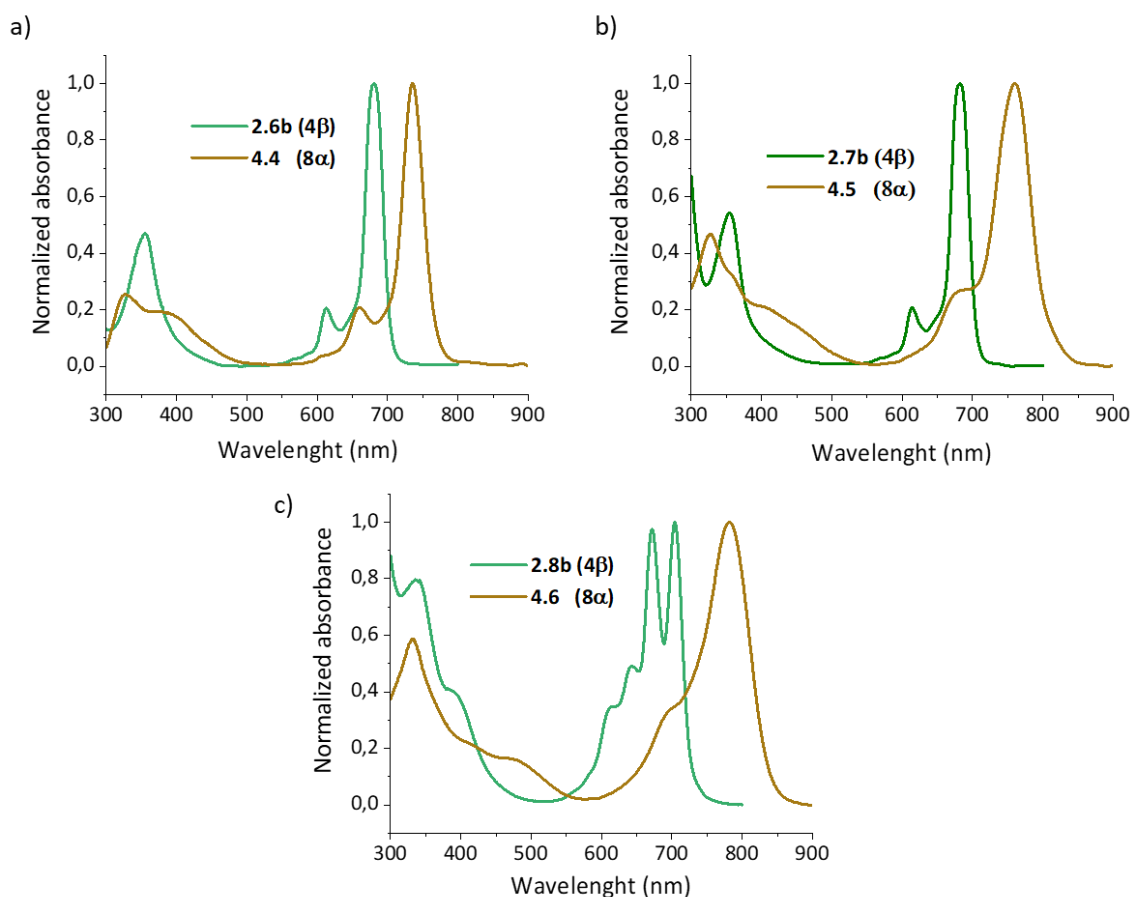 a)
Normalized absorbance
1,0
0,8
0,6
0,4
0,2
0,0
2.6b (4β)
4.4 (8α)
300 400 500 600 700 800 900
Wavelenght (nm)
b)
Normalized absorbance
1,0
0,8
0,6
0,4
0,2
0,0
2.7b (4β)
4.5 (8α)
300 400 500 600 700 800 900
Wavelenght (nm)
c)
Normalized absorbance
1,0
0,8
0,6
0,4
0,2
0,0
2.8b (4β)
4.6 (8α)
300 400 500 600 700 800 900
Wavelenght (nm)